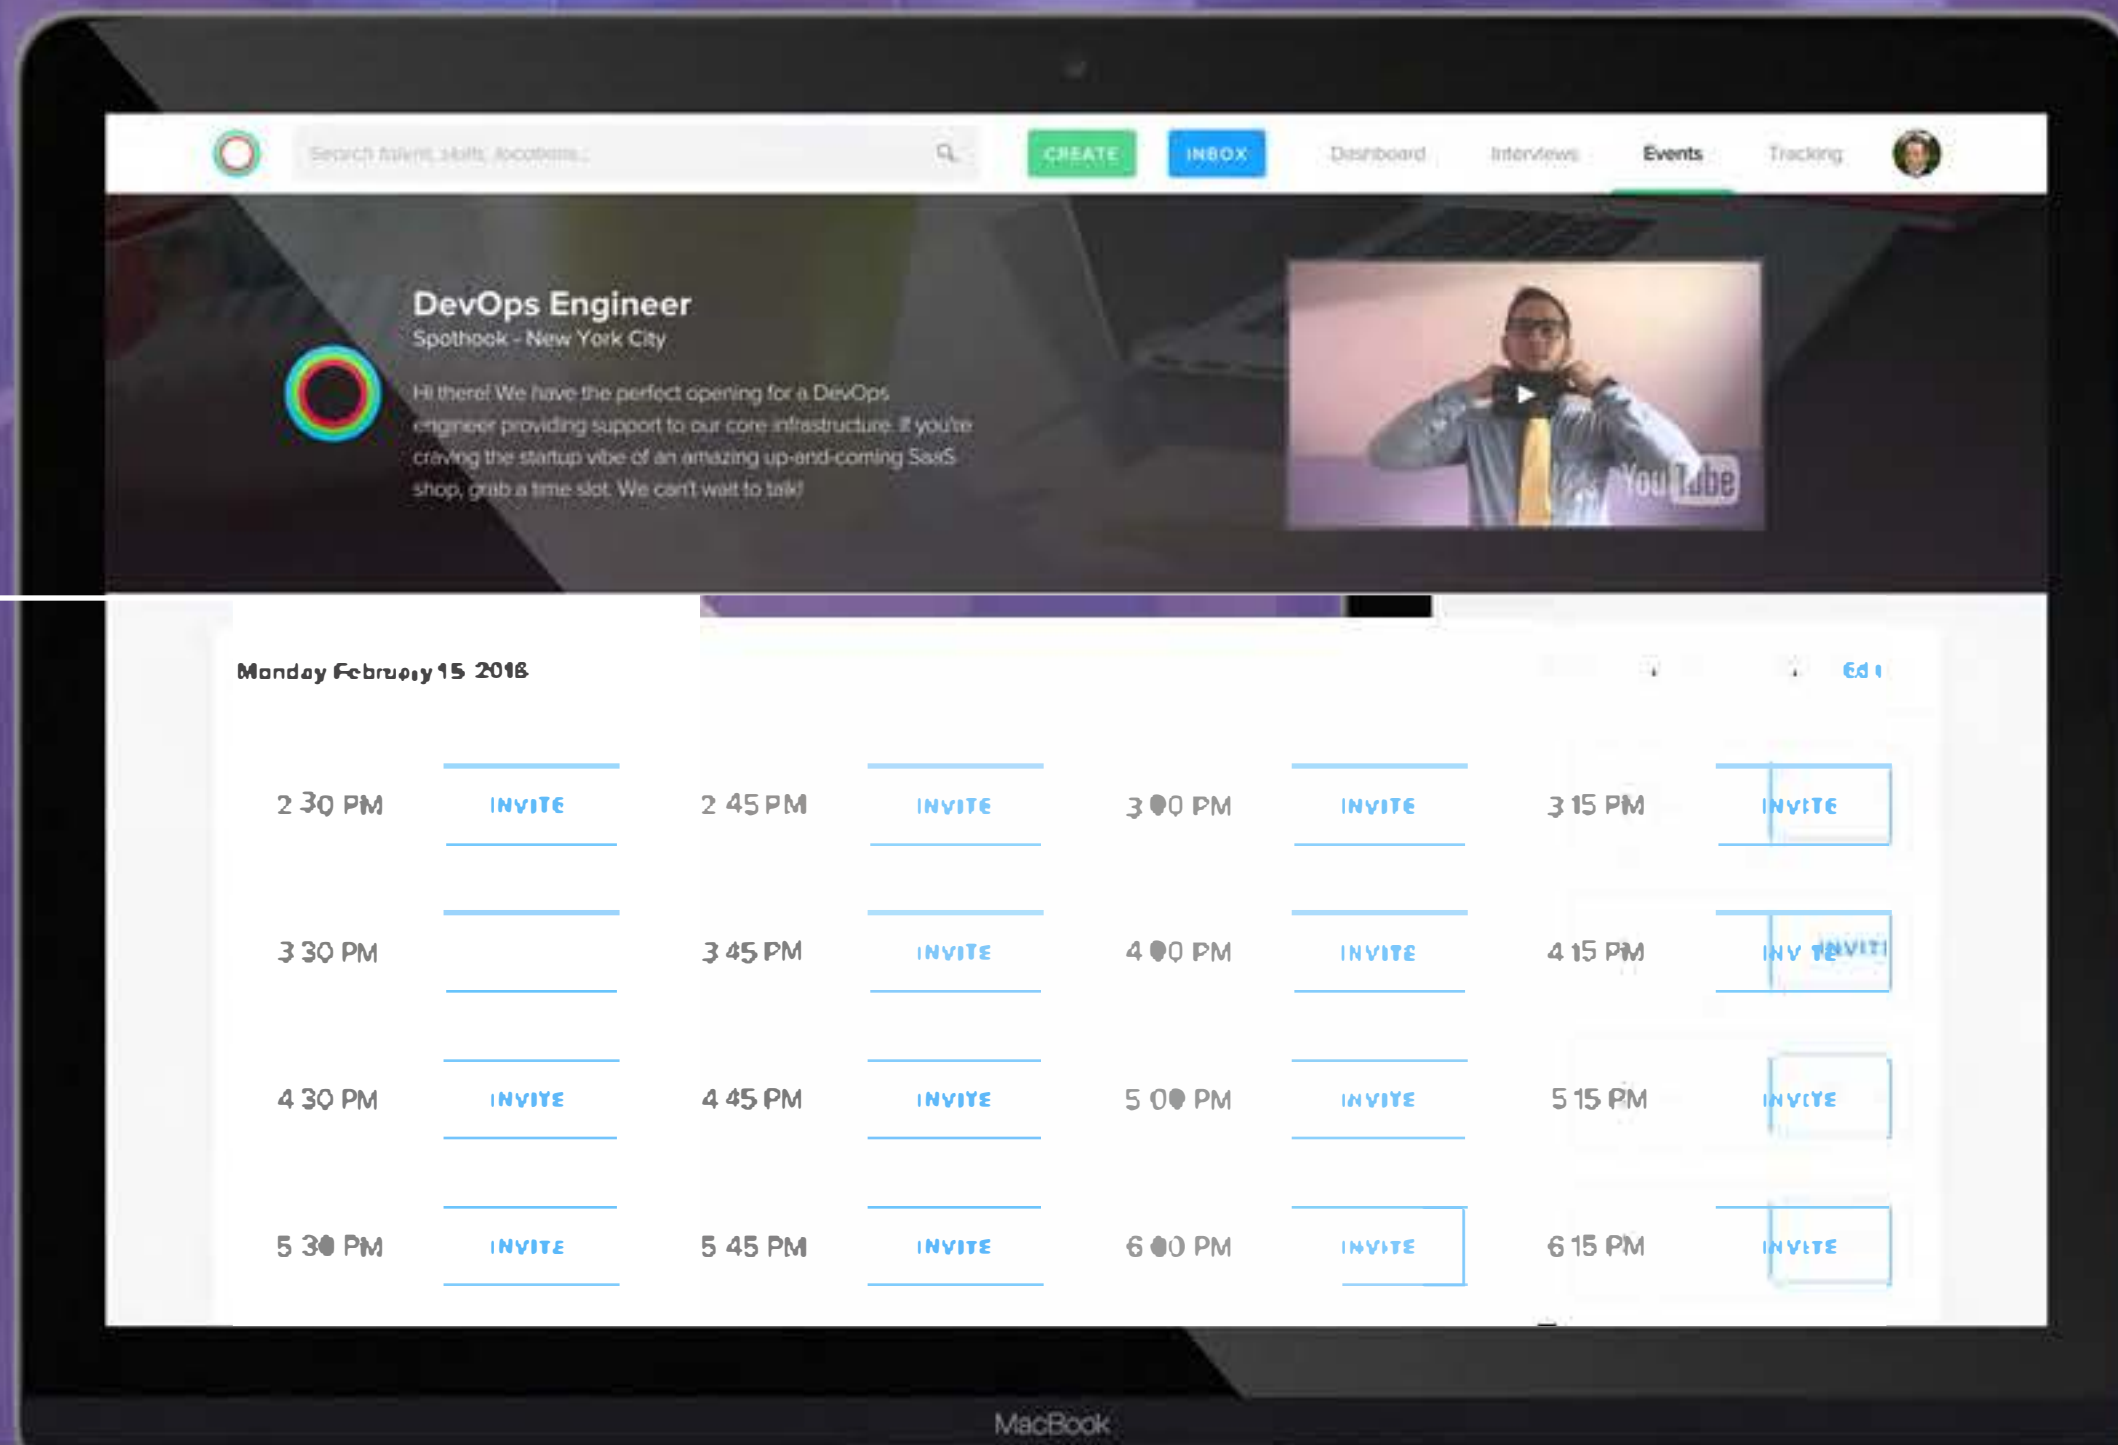 Search talent, skills, locations...
CREATE
INBOX
Dashboard
Interviews
Events
Tracking
DevOps Engineer
Spothook - New York City
Hi there! We have the perfect opening for a DevOps
engineer providing support to our core infrastructure. If you're
craving the startup vibe of an amazing up-and-coming SaaS
shop, grab a time slot. We can't wait to talk!
YouTube
Monday February 15 2016
2 30 PM INVITE 2 45 PM INVITE 3 00 PM INVITE 3 15 PM INVITE
3 30 PM 3 45 PM INVITE 4 00 PM INVITE 4 15 PM INVITE
4 30 PM INVITE 4 45 PM INVITE 5 00 PM INVITE 5 15 PM INVITE
5 30 PM INVITE 5 45 PM INVITE 6 00 PM INVITE 6 15 PM INVITE
MacBook